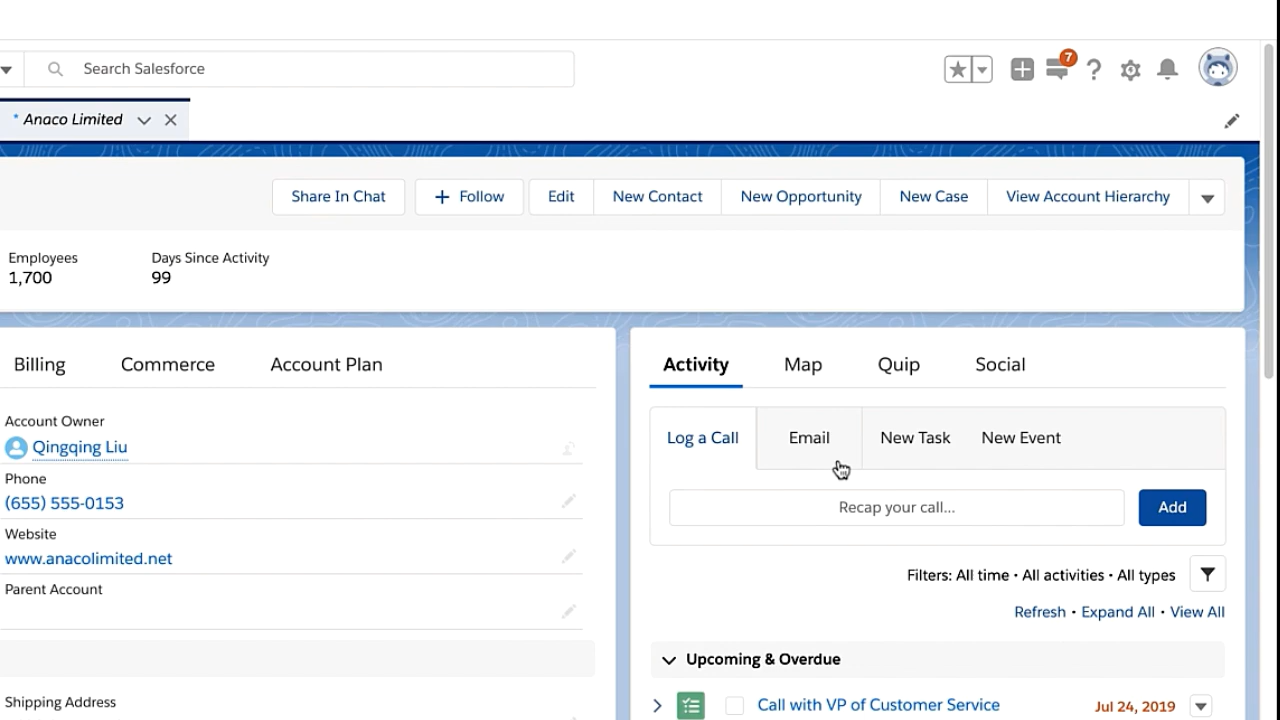 Search Salesforce
7
* Anaco Limited
Share In Chat
+ Follow
Edit
New Contact
New Opportunity
New Case
View Account Hierarchy
Employees
1,700
Days Since Activity
99
Billing
Commerce
Account Plan
Account Owner
Qingqing Liu
Phone
(655) 555-0153
Website
www.anacolimited.net
Parent Account
Shipping Address
Activity
Map
Quip
Social
Log a Call
Email
New Task
New Event
Recap your call...
Add
Filters: All time • All activities • All types
Refresh • Expand All • View All
Upcoming & Overdue
Call with VP of Customer Service
Jul 24, 2019